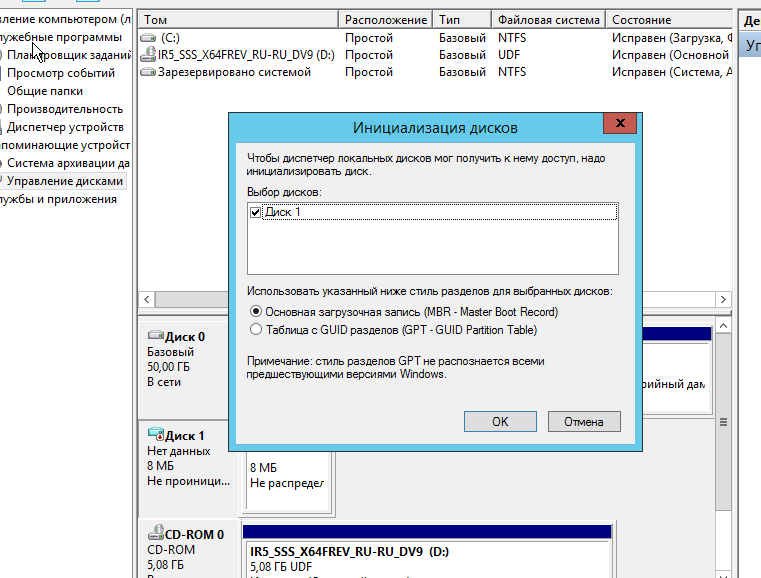 вление компьютером (л
лужебные программы
Планировщик заданий
Просмотр событий
Общие папки
Производительность
Диспетчер устройств
поминающие устройст
Система архивации да
Управление дисками
лужбы и приложения
Том Расположение Тип Файловая система Состояние
(C:) Простой Базовый NTFS Исправен (Загрузка, Ф
IR5_SSS_X64FREV_RU-RU_DV9 (D:) Простой Базовый UDF Исправен (Основной
Зарезервировано системой Простой Базовый NTFS Исправен (Система, А
Де
Уп
Инициализация дисков
x
Чтобы диспетчер локальных дисков мог получить к нему доступ, надо
инициализировать диск.
Выбор дисков:
Диск 1
Использовать указанный ниже стиль разделов для выбранных дисков:
Основная загрузочная запись (MBR - Master Boot Record)
Таблица с GUID разделов (GPT - GUID Partition Table)
Примечание: стиль разделов GPT не распознается всеми
предшествующими версиями Windows.
OK Отмена
Диск 0
Базовый
50,00 ГБ
В сети
рийный дам
Диск 1
Нет данных
8 МБ
Не проиници...
8 МБ
Не распредел
CD-ROM 0
CD-ROM
5,08 ГБ
IR5_SSS_X64FREV_RU-RU_DV9 (D:)
5,08 ГБ UDF